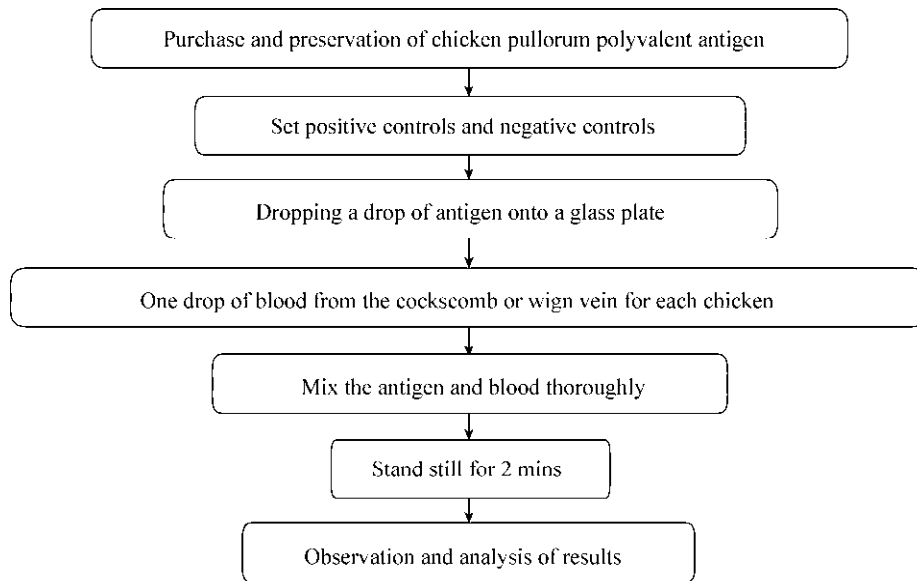 Purchase and preservation of chicken pullorum polyvalent antigen
Set positive controls and negative controls
Dropping a drop of antigen onto a glass plate
One drop of blood from the cockscomb or wign vein for each chicken
Mix the antigen and blood thoroughly
Stand still for 2 mins
Observation and analysis of results